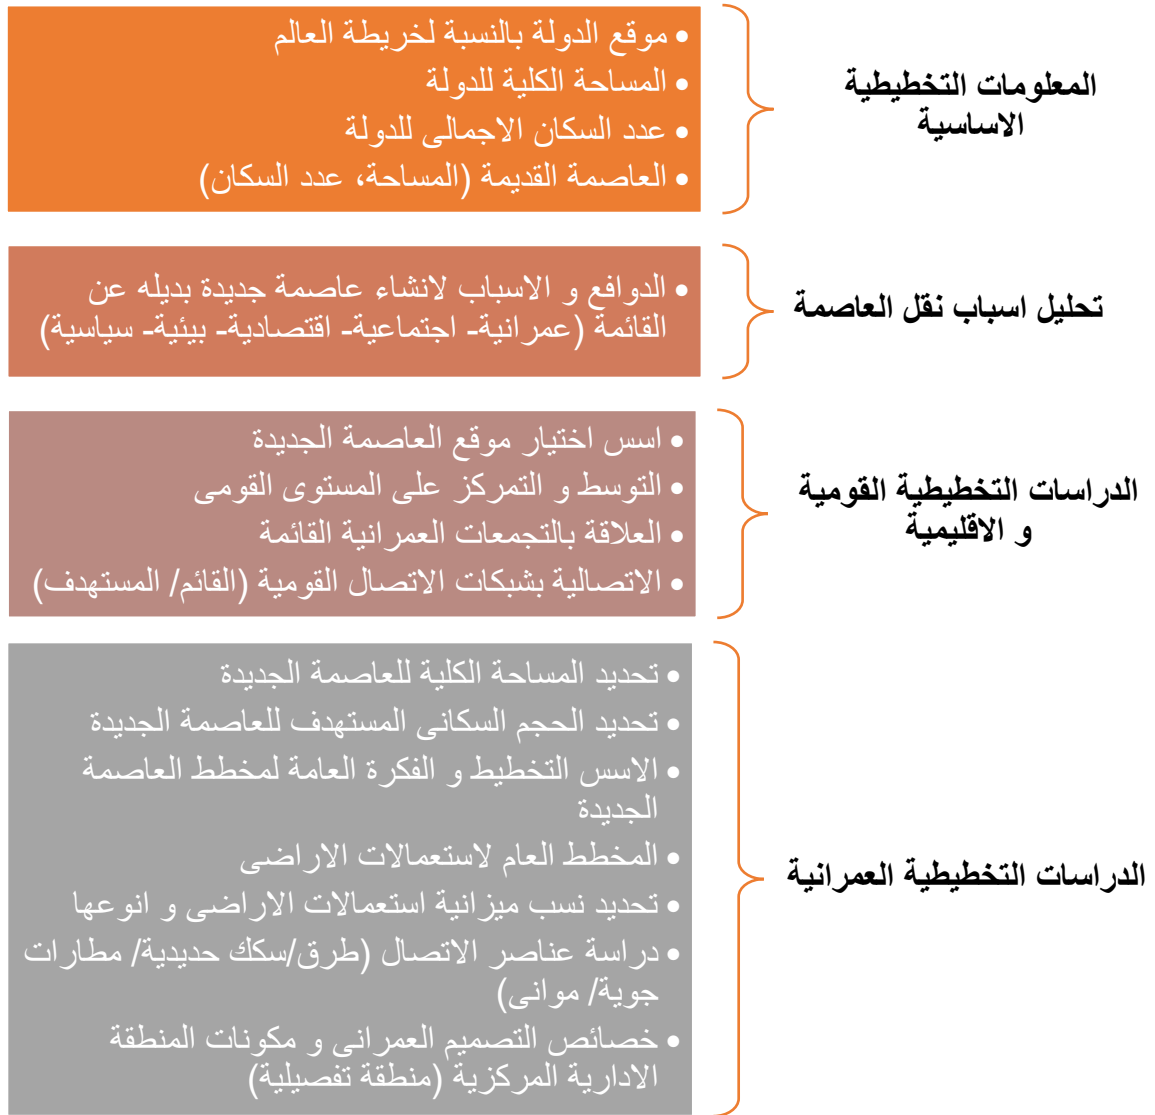 المعلومات التخطيطية
الاساسية
• موقع الدولة بالنسبة لخريطة العالم
• المساحة الكلية للدولة
• عدد السكان الاجمالى للدولة
• العاصمة القديمة (المساحة، عدد السكان)
تحليل اسباب نقل العاصمة
• الدوافع و الاسباب لانشاء عاصمة جديدة بديله عن
القائمة (عمرانية- اجتماعية- اقتصادية- بيئية- سياسية)
الدراسات التخطيطية القومية
و الاقليمية
• اسس اختيار موقع العاصمة الجديدة
• التوسط و التمركز على المستوى القومى
• العلاقة بالتجمعات العمرانية القائمة
• الاتصالية بشبكات الاتصال القومية (القائم/ المستهدف)
الدراسات التخطيطية العمرانية
• تحديد المساحة الكلية للعاصمة الجديدة
• تحديد الحجم السكانى المستهدف للعاصمة الجديدة
• الاسس التخطيط و الفكرة العامة لمخطط العاصمة
الجديدة
• المخطط العام لاستعمالات الاراضى
• تحديد نسب ميزانية استعمالات الاراضى و انوعها
• دراسة عناصر الاتصال (طرق/سكك حديدية/ مطارات
جوية/ موانى)
• خصائص التصميم العمرانى و مكونات المنطقة
الادارية المركزية (منطقة تفصيلية)